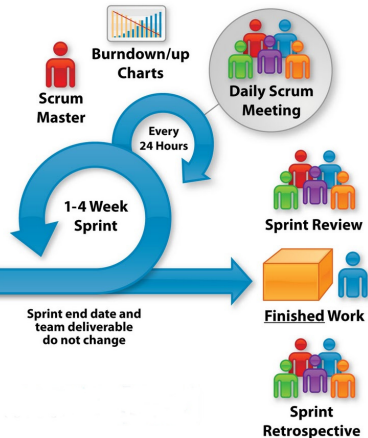 Burndown/up
Charts
Scrum
Master
Daily Scrum
Meeting
Every
24 Hours
1-4 Week
Sprint
Sprint Review
Sprint end date and
team deliverable
do not change
Finished Work
Sprint
Retrospective